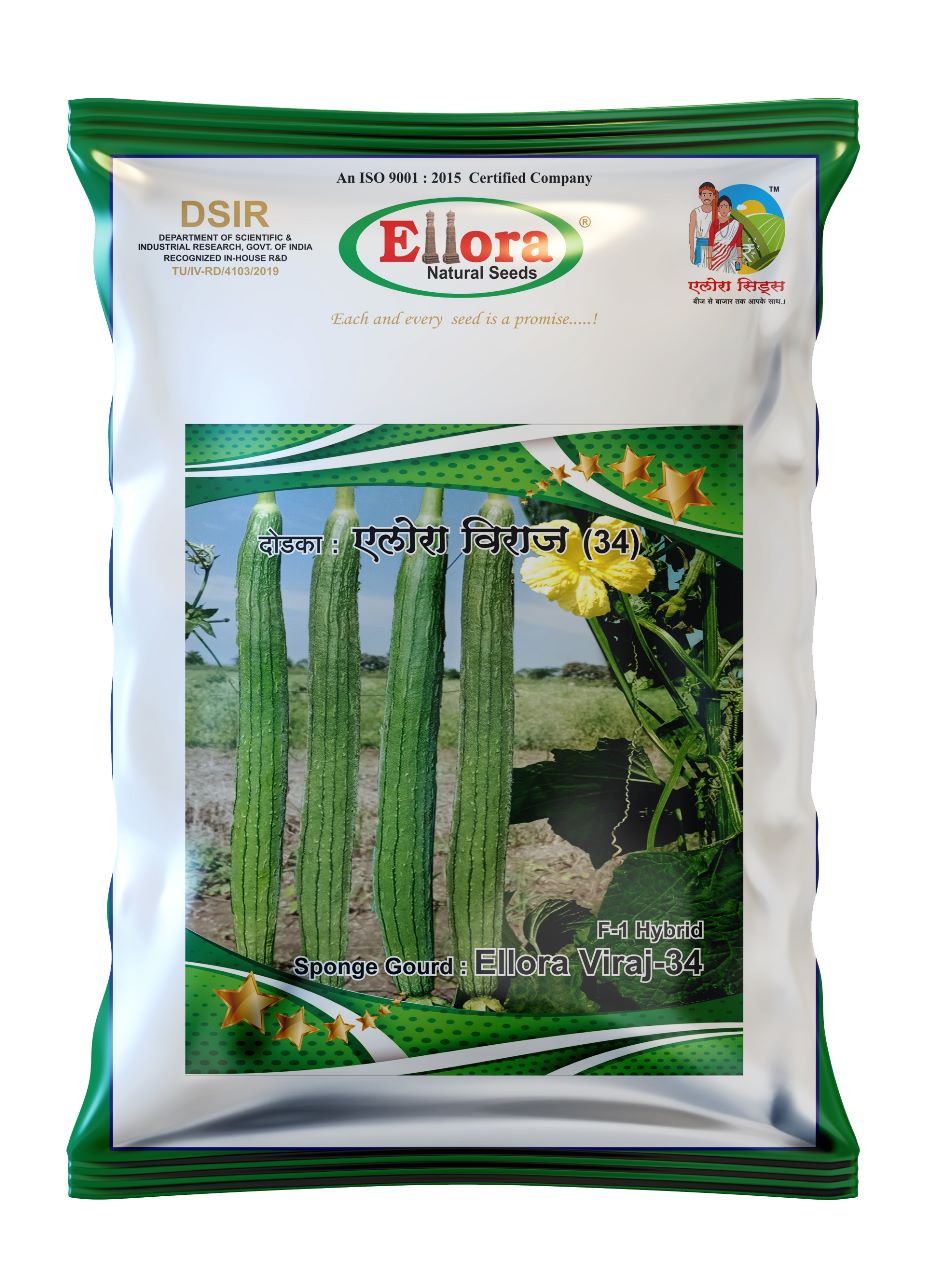 An ISO 9001 : 2015 Certified Company
DSIR
DEPARTMENT OF SCIENTIFIC &
INDUSTRIAL RESEARCH, GOVT. OF INDIA
RECOGNIZED IN-HOUSE R&D
TU/IV-RD/4103/2019
Ellora ®
Natural Seeds
Each and every seed is a promise.....!
TM
एलोरा सिड्स
बीज से बाजार तक आपके साथ..।
दोडका : एलोरा विराज (34)
F-1 Hybrid
Sponge Gourd : Ellora Viraj-34